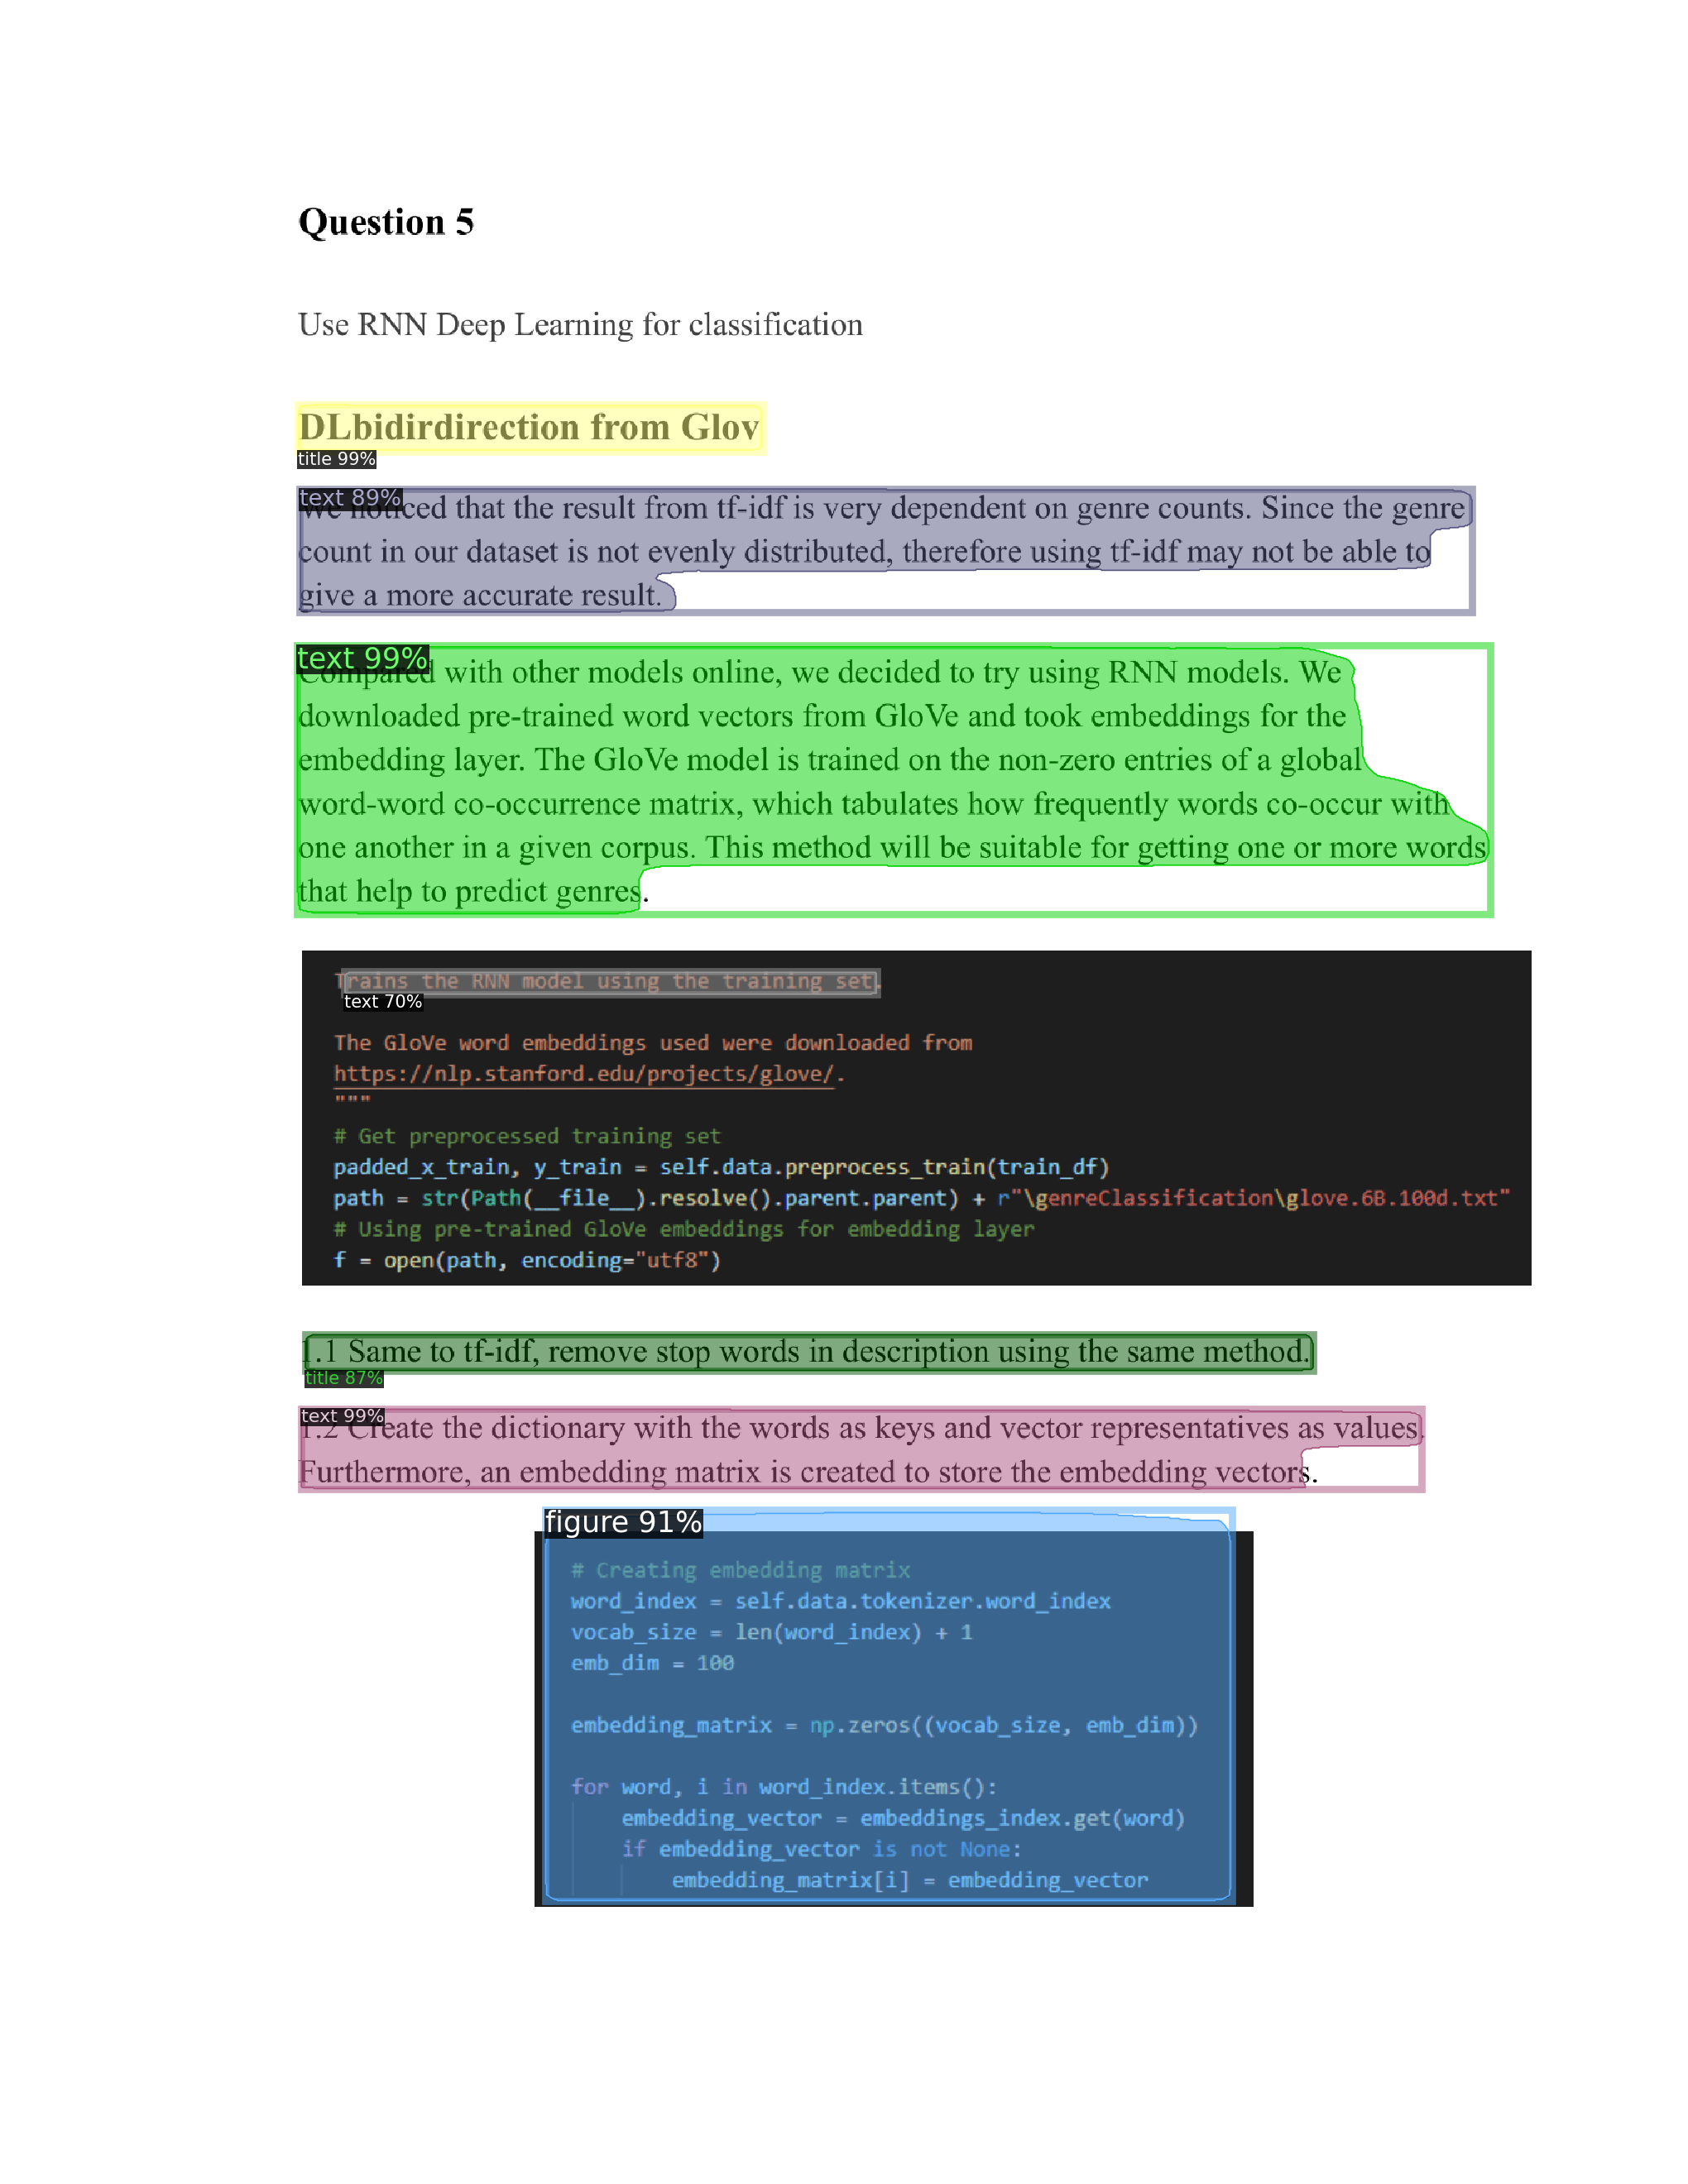 Question 5
Use RNN Deep Learning for classification
DLbidirdirection from Glov
title 99%
text 89%
We noticed that the result from tf-idf is very dependent on genre counts. Since the genre
count in our dataset is not evenly distributed, therefore using tf-idf may not be able to
give a more accurate result.
text 99%
Compared with other models online, we decided to try using RNN models. We
downloaded pre-trained word vectors from GloVe and took embeddings for the
embedding layer. The GloVe model is trained on the non-zero entries of a global
word-word co-occurrence matrix, which tabulates how frequently words co-occur with
one another in a given corpus. This method will be suitable for getting one or more words
that help to predict genres.
Trains the RNN model using the training set.
text 70%
The GloVe word embeddings used were downloaded from
https://nlp.stanford.edu/projects/glove/.
"""
# Get preprocessed training set
padded_x_train, y_train = self.data.preprocess_train(train_df)
path = str(Path(__file__).resolve().parent.parent) + r"\genreClassification\glove.6B.100d.txt"
# Using pre-trained GloVe embeddings for embedding layer
f = open(path, encoding="utf8")
1.1 Same to tf-idf, remove stop words in description using the same method.
title 87%
text 99%
1.2 Create the dictionary with the words as keys and vector representatives as values.
Furthermore, an embedding matrix is created to store the embedding vectors.
figure 91%
# Creating embedding matrix
word_index = self.data.tokenizer.word_index
vocab_size = len(word_index) + 1
emb_dim = 100
embedding_matrix = np.zeros((vocab_size, emb_dim))
for word, i in word_index.items():
embedding_vector = embeddings_index.get(word)
if embedding_vector is not None:
embedding_matrix[i] = embedding_vector